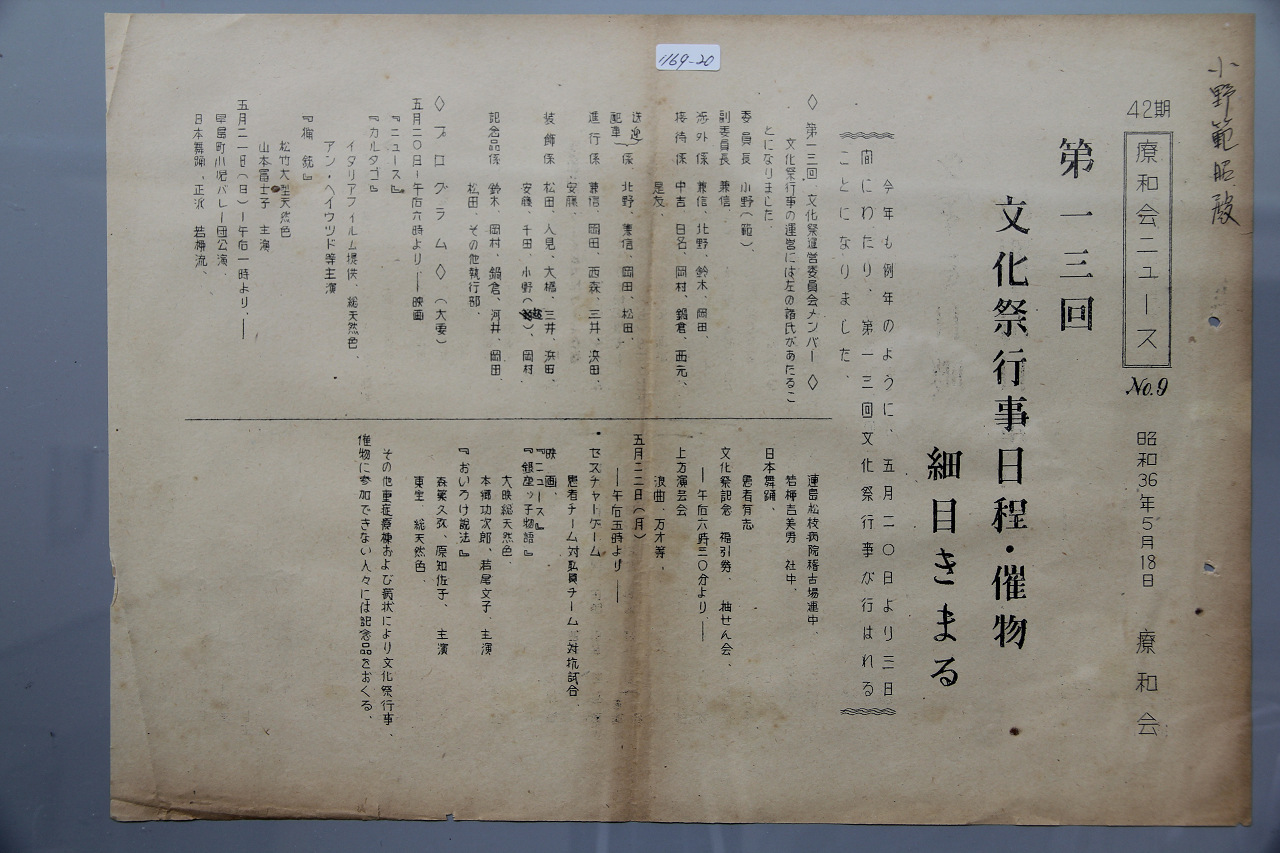 1169-20
小野範昭殿
42期
療和会ニュース
No.9
昭和36年5月18日
療和会
第一三回
文化祭行事日程・催物
細目きまる
今年も例年のように、五月二〇日より三日
間にわたり、第一三回文化祭行事が行はれる
ことになりました、
◇第一三回 文化祭運営委員会メンバー◇
文化祭行事の運営には左の諸氏があたるこ
とになりました、
委員長 小野(範)、
副委員長 兼信、
渉外係 兼信、北野、鈴木、岡田、
接待係 中吉、日名、岡村、鍋倉、西元、
是友、
送迎
配車
係 北野、兼信、岡田、松田、
進行係 兼信、岡田、西森、三井、浜田、
安藤、
装飾係 松田、人見、大橋、三井、浜田、
安藤、千田、小野( )、岡村
記念品係 鈴木、岡村、鍋倉、河井、岡田
松田、その他執行部、
◇プログラム◇(大要)
五月二〇日ー午后六時より——映画
『ニュース』
『カルタゴ』
イタリアフィルム提供、総天然色、
アン・ヘイウッド等主演
『猟銃』
松竹大型天然色
山本富士子 主演
五月二一日(日)ー午后一時より、——
早島町小児バレー団公演、
日本舞踊、正派 若柳流、
連島松枝病院稽古場連中、
若柳吉美男 社中、
日本舞踊、
患者有志
文化祭記念 福引券、抽せん会、
——午后六時三〇分より、——
上方演芸会
浪曲、万才等、
五月二二日(月)
——午后五時より——
ゼスチャーゲーム
患者チーム対職員チーム 対抗試合、
映画、
『ニュース』
『銀座ッ子物語』
大映総天然色、
本郷功次郎、若尾文子、主演
『おいろけ説法』
森繁久弥、原知佐子、主演
東宝、総天然色、
その他重症療棟および病状により文化祭行事、
催物に参加できない人々には記念品をおくる、